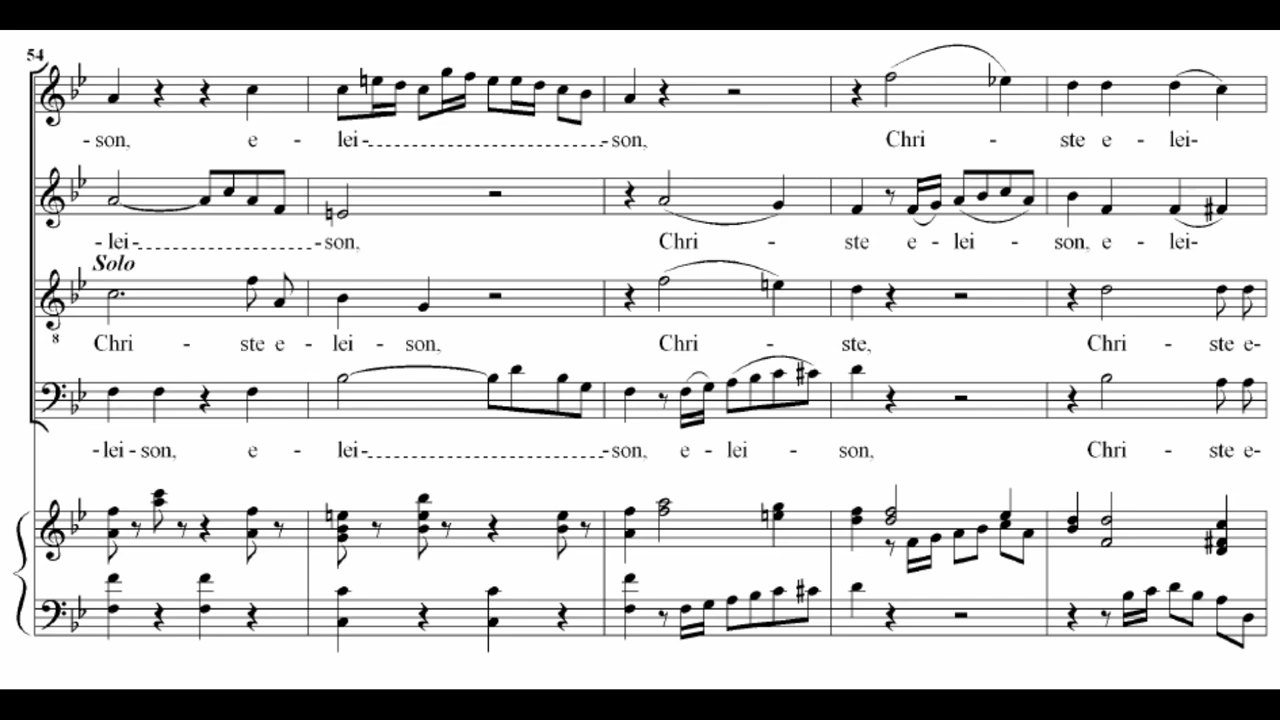 54
- son, e - lei - - son, Chri - ste e - lei-
- lei - - son, Chri - ste e - lei - son, e - lei-
Solo
8
Chri - ste e - lei - son, Chri - ste, Chri - ste e-
- lei - son, e - lei - - son, e - lei - son, Chri - ste e-